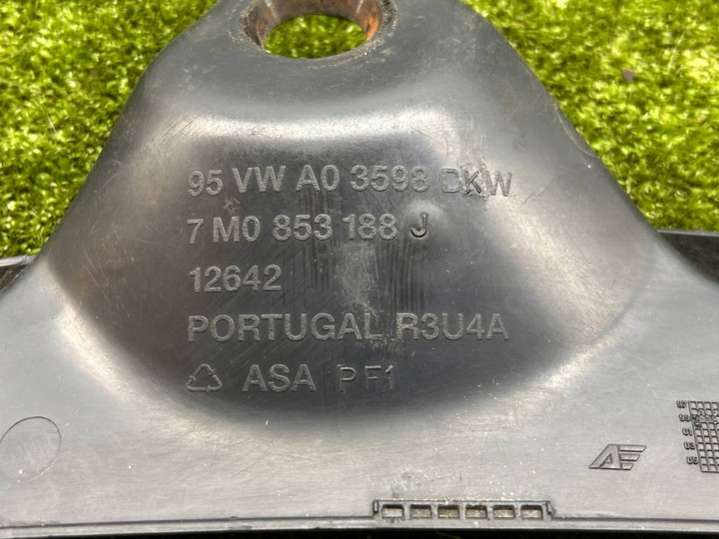 95 VW A0 3598 DKW
7 M0 853 188 J
12642
PORTUGAL R3U4A
ASA PF1
AE